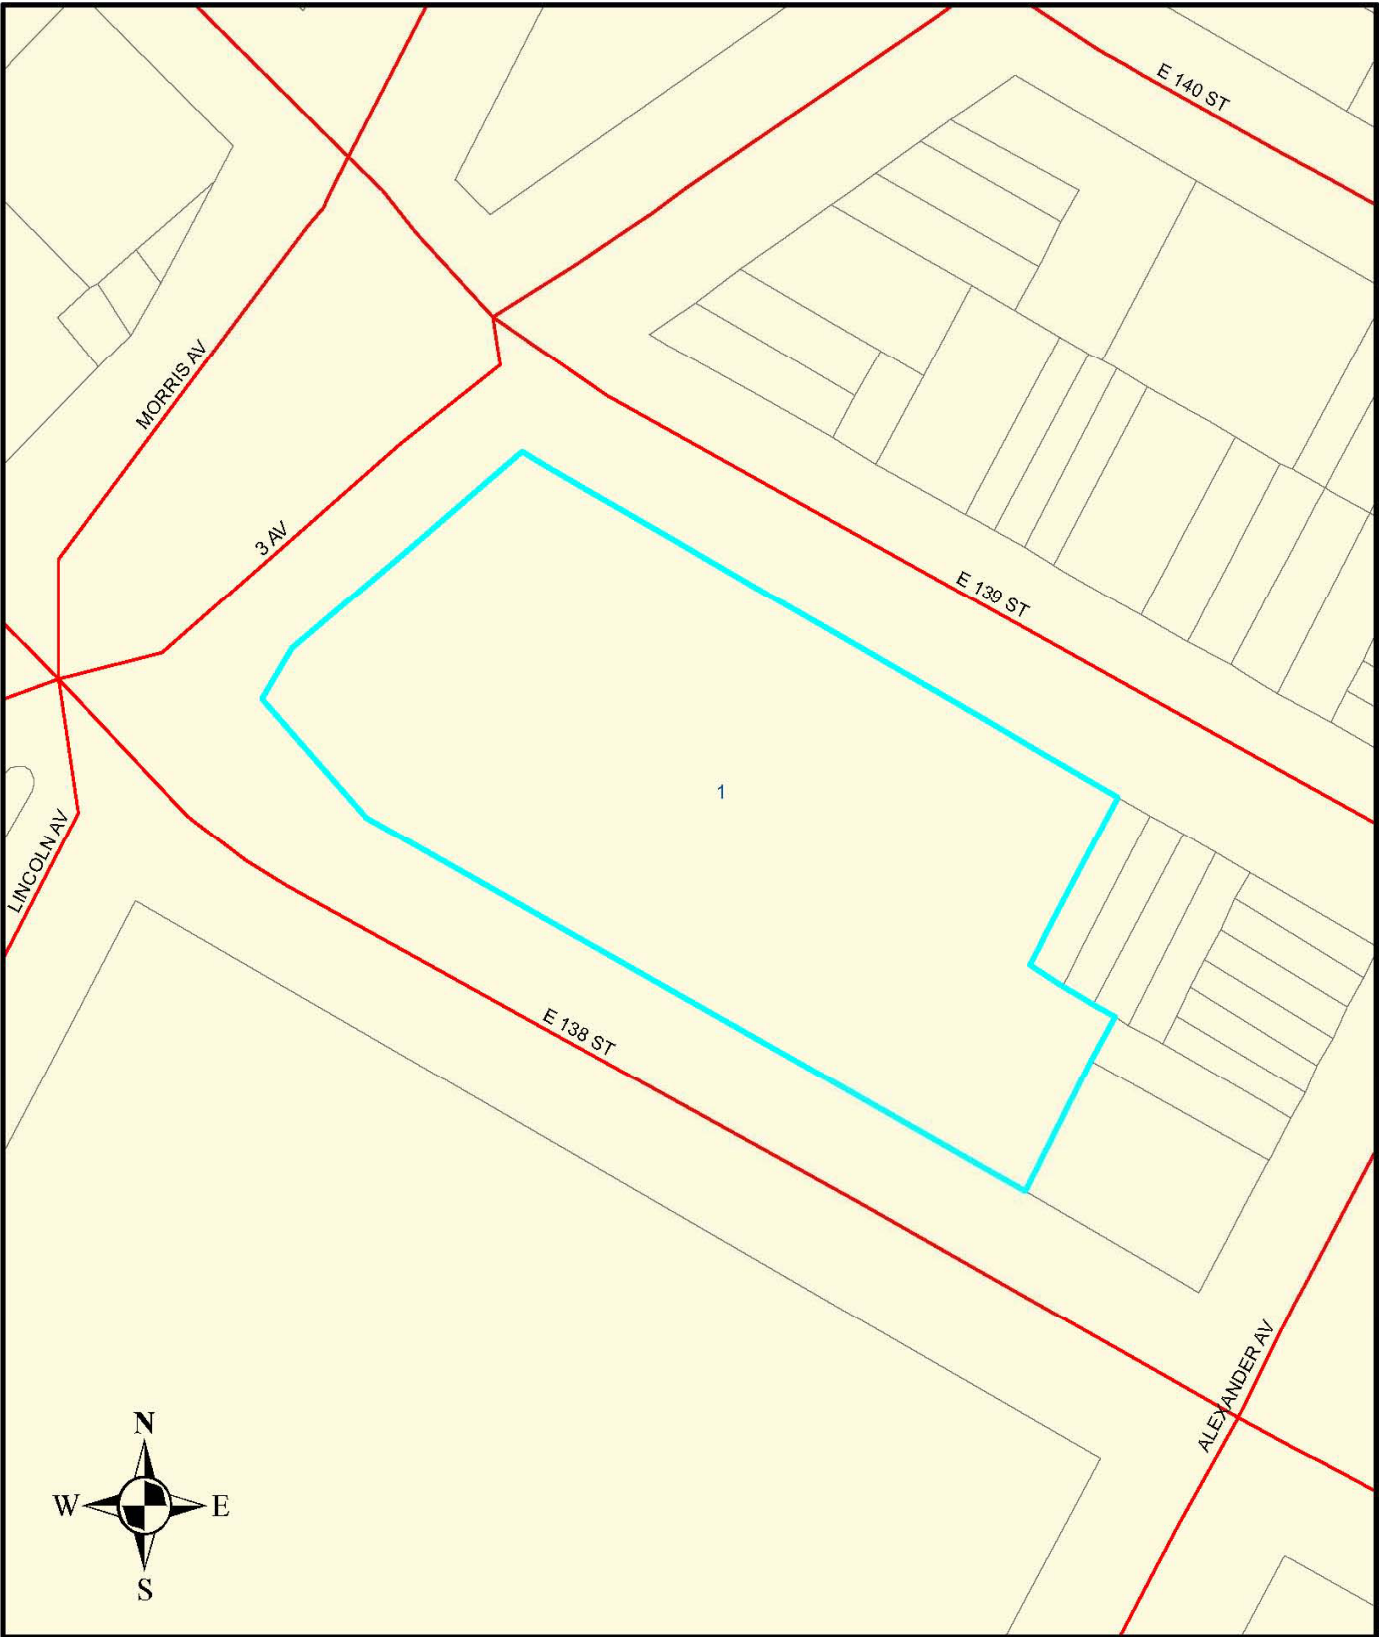 E 140 ST
MORRIS AV
3 AV
E 139 ST
1
LINCOLN AV
E 138 ST
ALEXANDER AV
N
W E
S